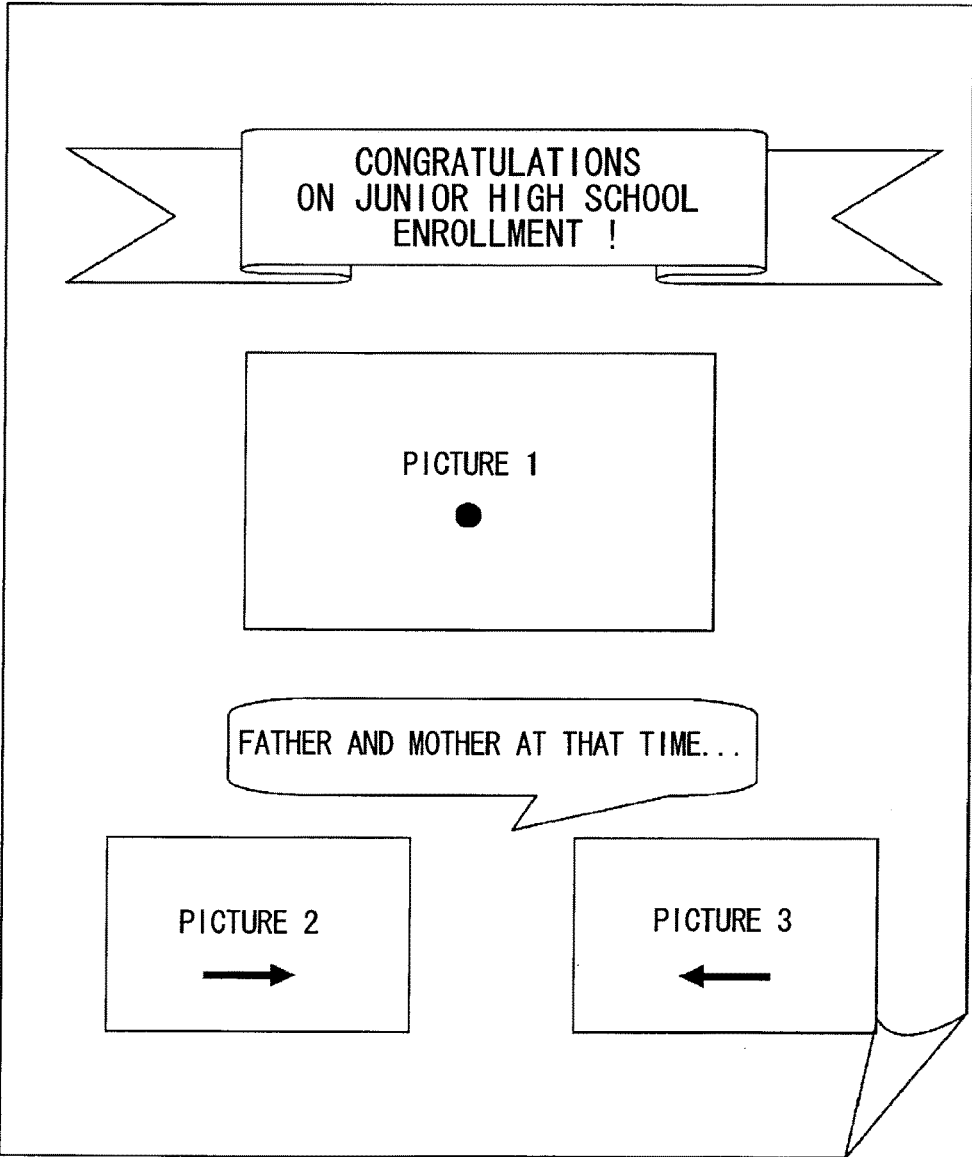 CONGRATULATIONS
ON JUNIOR HIGH SCHOOL
ENROLLMENT !
PICTURE 1
FATHER AND MOTHER AT THAT TIME...
PICTURE 2
PICTURE 3